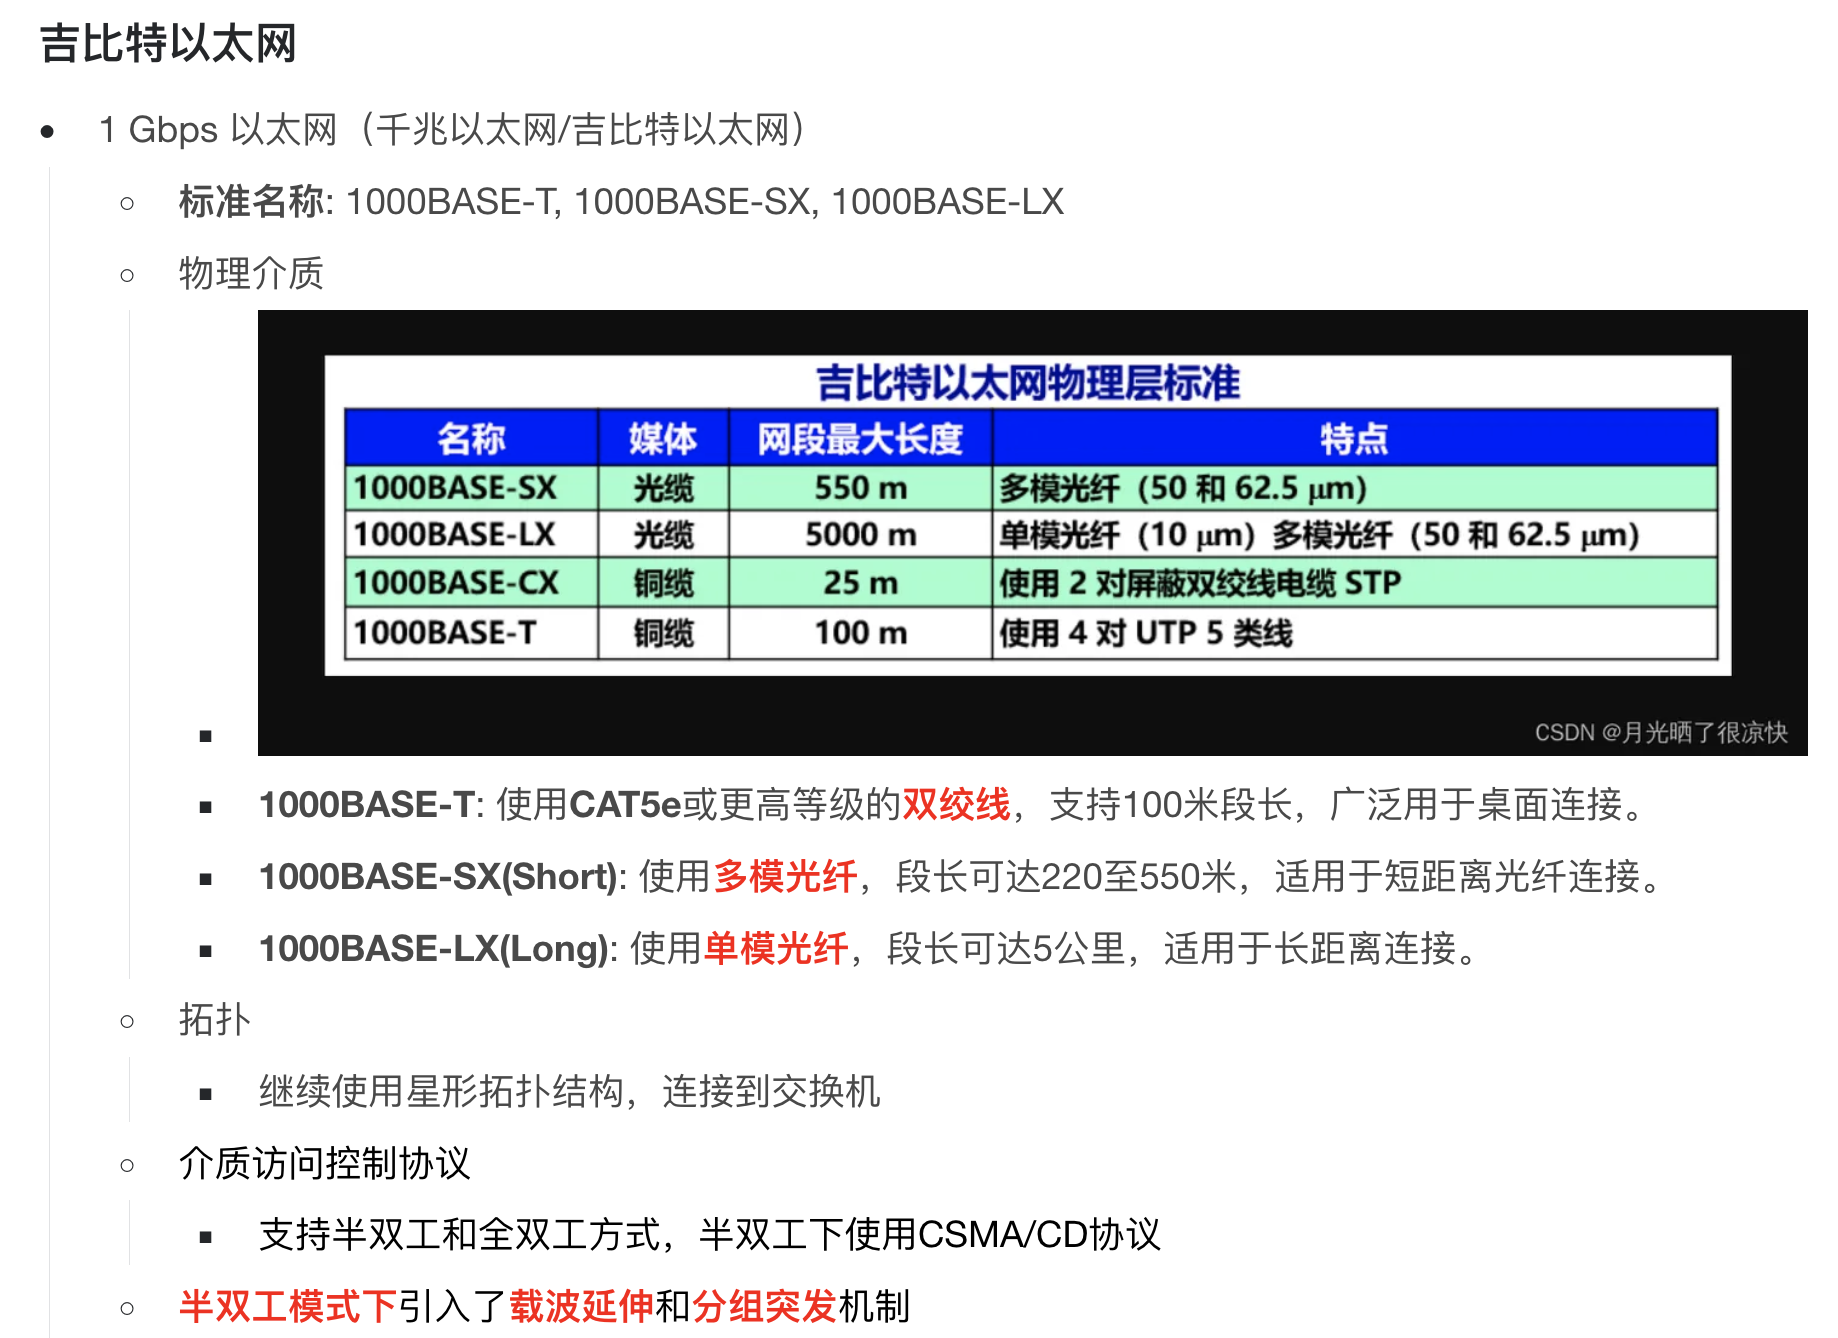 吉比特以太网
1 Gbps 以太网（千兆以太网/吉比特以太网）
标准名称: 1000BASE-T, 1000BASE-SX, 1000BASE-LX
物理介质
吉比特以太网物理层标准
名称 媒体 网段最大长度 特点
1000BASE-SX 光缆 550 m 多模光纤（50 和 62.5 μm）
1000BASE-LX 光缆 5000 m 单模光纤（10 μm）多模光纤（50 和 62.5 μm）
1000BASE-CX 铜缆 25 m 使用 2 对屏蔽双绞线电缆 STP
1000BASE-T 铜缆 100 m 使用 4 对 UTP 5 类线
CSDN @月光晒了很凉快
1000BASE-T: 使用CAT5e或更高等级的双绞线，支持100米段长，广泛用于桌面连接。
1000BASE-SX(Short): 使用多模光纤，段长可达220至550米，适用于短距离光纤连接。
1000BASE-LX(Long): 使用单模光纤，段长可达5公里，适用于长距离连接。
拓扑
继续使用星形拓扑结构，连接到交换机
介质访问控制协议
支持半双工和全双工方式，半双工下使用CSMA/CD协议
半双工模式下引入了载波延伸和分组突发机制